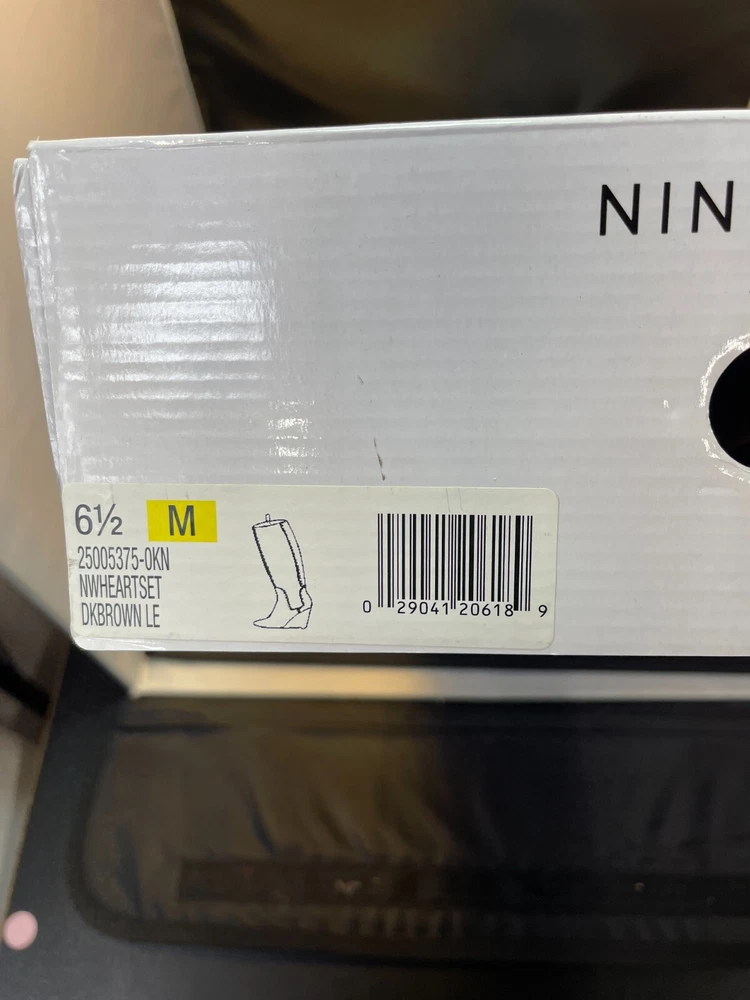 NIN
6½ M
25005375-0KN
NWHEARTSET
DKBROWN LE
0 29041 20618 9